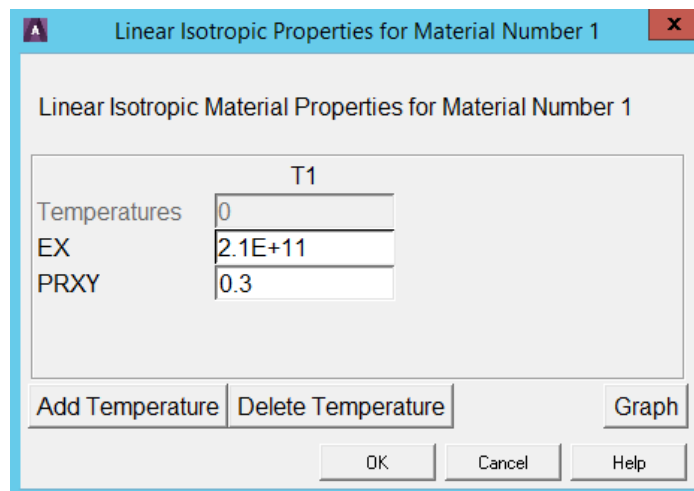 Linear Isotropic Properties for Material Number 1
x
Linear Isotropic Material Properties for Material Number 1
T1
Temperatures 0
EX 2.1E+11
PRXY 0.3
Add Temperature Delete Temperature Graph
OK Cancel Help